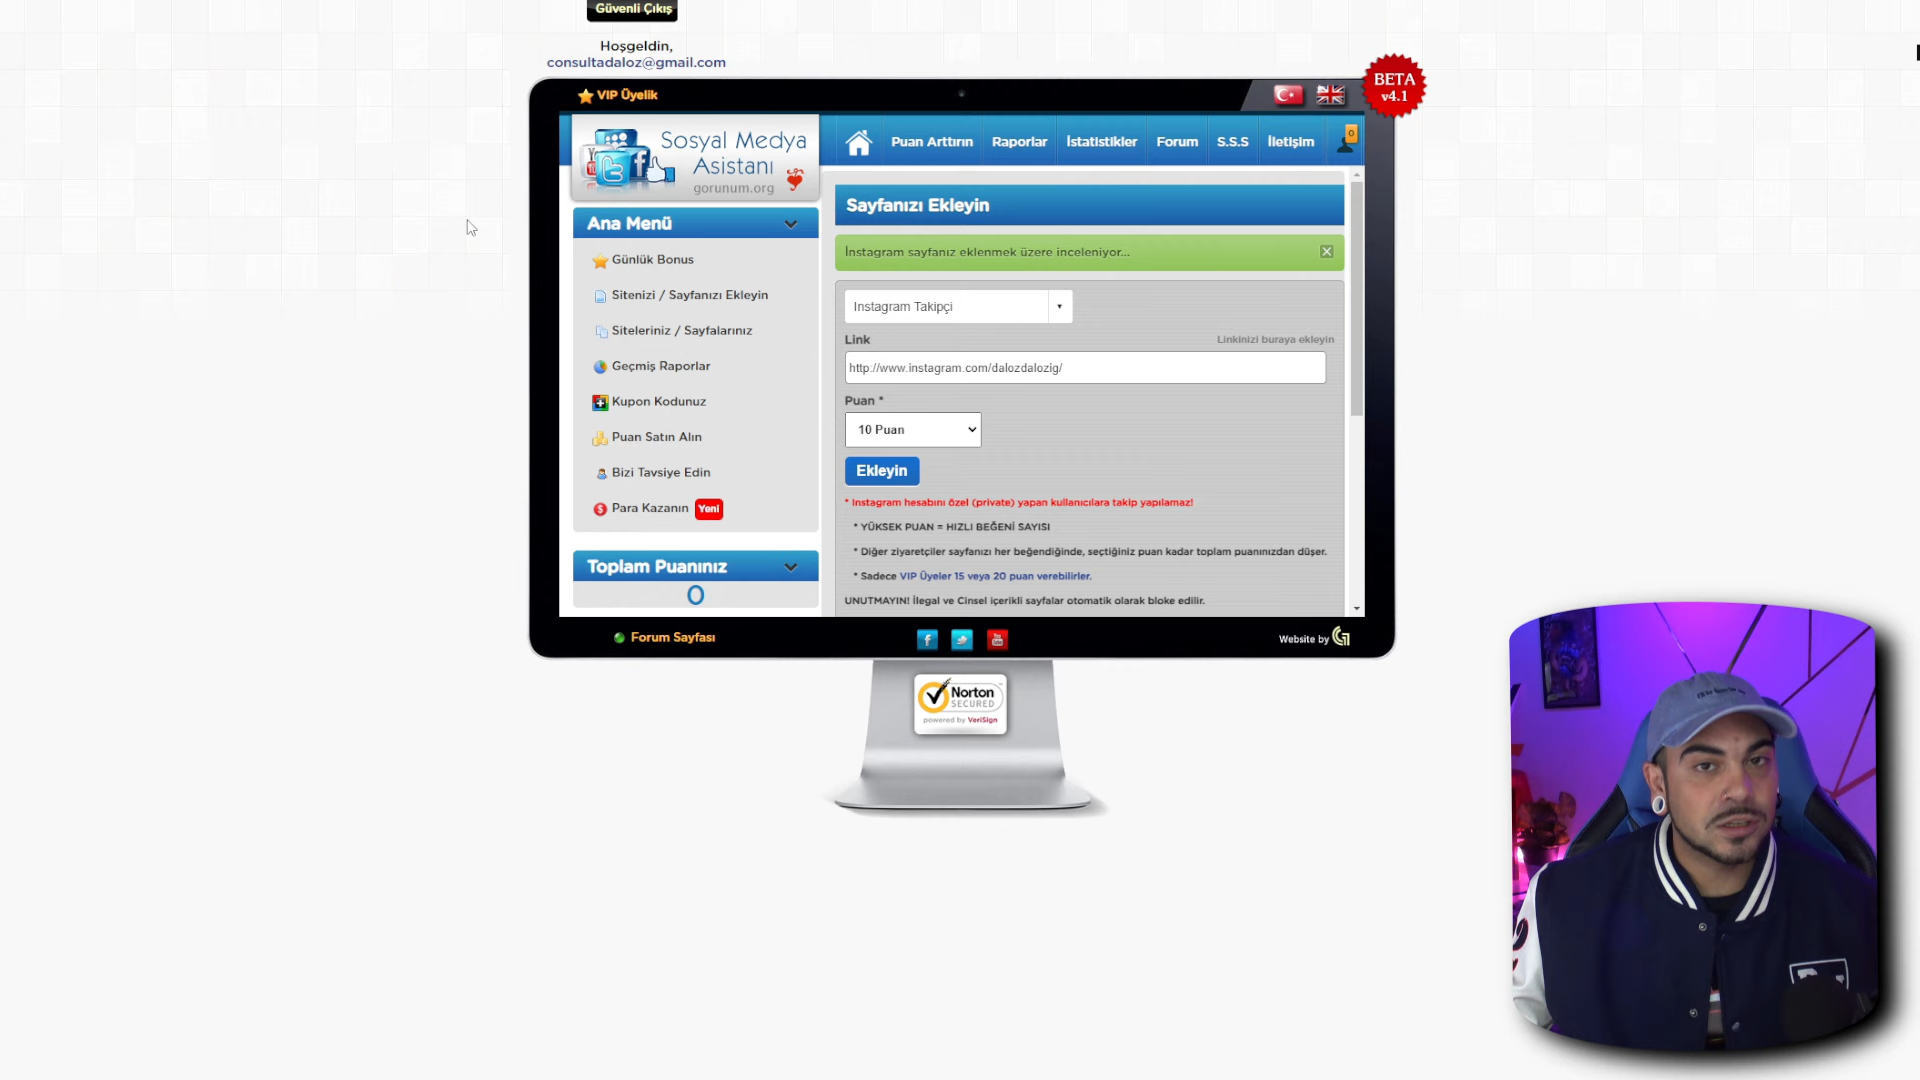 Güvenli Çıkış
Hoşgeldin,
consultadaloz@gmail.com
VIP Üyelik
BETA
v4.1
Sosyal Medya
Asistanı
gorunum.org
Puan Arttırın
Raporlar
İstatistikler
Forum
S.S.S
İletişim
0
Ana Menü
Günlük Bonus
Sitenizi / Sayfanızı Ekleyin
Siteleriniz / Sayfalarınız
Geçmiş Raporlar
Kupon Kodunuz
Puan Satın Alın
Bizi Tavsiye Edin
Para Kazanın Yeni
Toplam Puanınız
0
Sayfanızı Ekleyin
İnstagram sayfanız eklenmek üzere inceleniyor...
Instagram Takipçi
Link
Linkinizi buraya ekleyin
http://www.instagram.com/dalozdalozig/
Puan *
10 Puan
Ekleyin
* Instagram hesabını özel (private) yapan kullanıcılara takip yapılamaz!
* YÜKSEK PUAN = HIZLI BEĞENİ SAYISI
* Diğer ziyaretçiler sayfanızı her beğendiğinde, seçtiğiniz puan kadar toplam puanınızdan düşer.
* Sadece VIP Üyeler 15 veya 20 puan verebilirler.
UNUTMAYIN! İlegal ve Cinsel içerikli sayfalar otomatik olarak bloke edilir.
Forum Sayfası
Website by
Norton
SECURED
powered by VeriSign